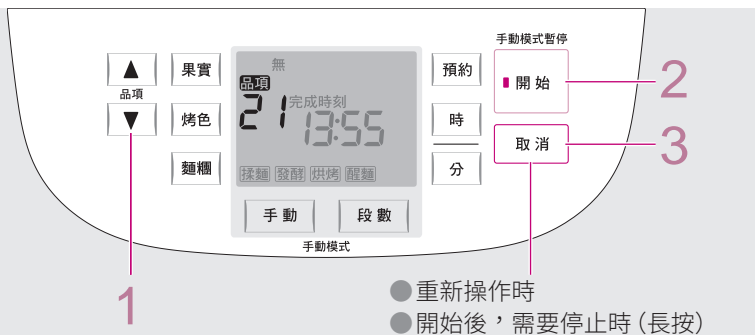 手動模式暫停
▲
品項
▼
果實
烤色
麵糰
無
品項
21
完成時刻
13:55
揉麵 發酵 烘烤 醒麵
預約
時
分
開始
取消
手動 段數
手動模式
1
2
3
●重新操作時
●開始後，需要停止時（長按）